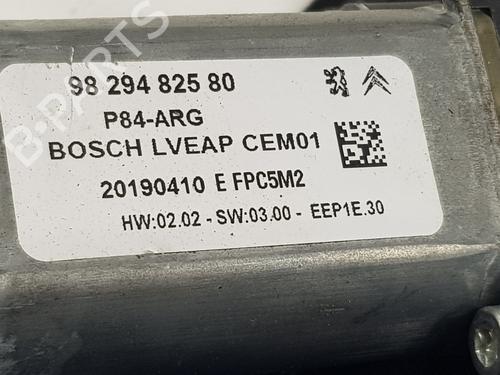 98 294 825 80
P84-ARG
BOSCH LVEAP CEM01
20190410 E FPC5M2
HW:02.02 - SW:03.00 - EEP1E.30
B-PARTS